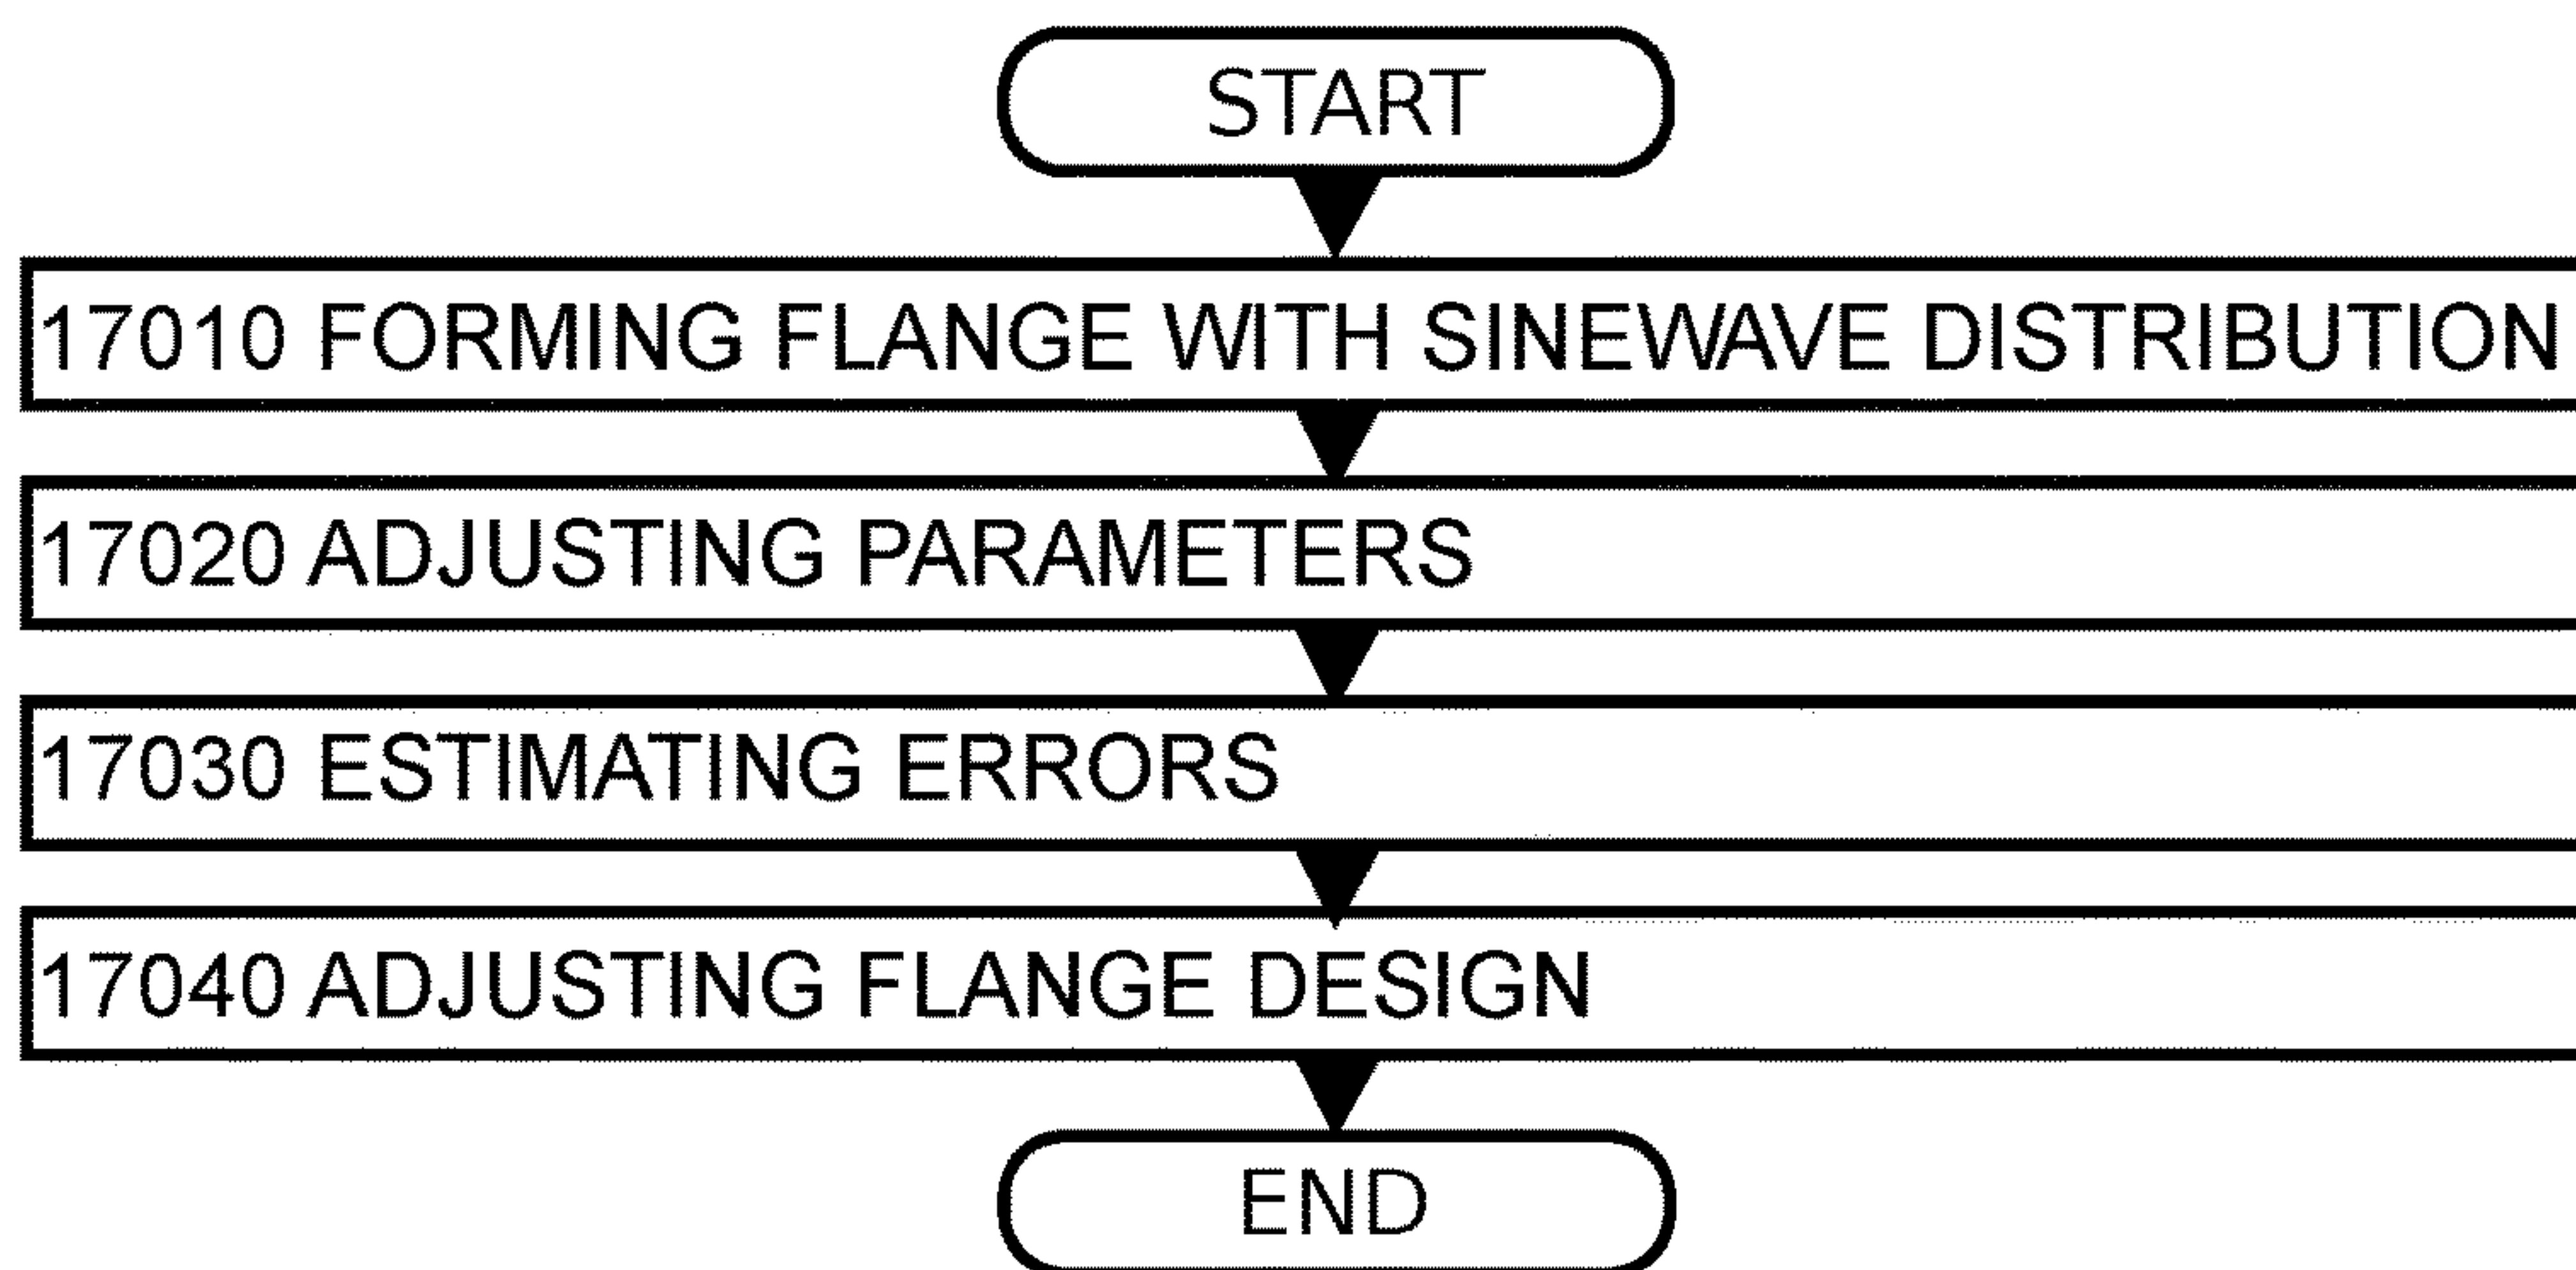 START
17010 FORMING FLANGE WITH SINEWAVE DISTRIBUTION
17020 ADJUSTING PARAMETERS
17030 ESTIMATING ERRORS
17040 ADJUSTING FLANGE DESIGN
END